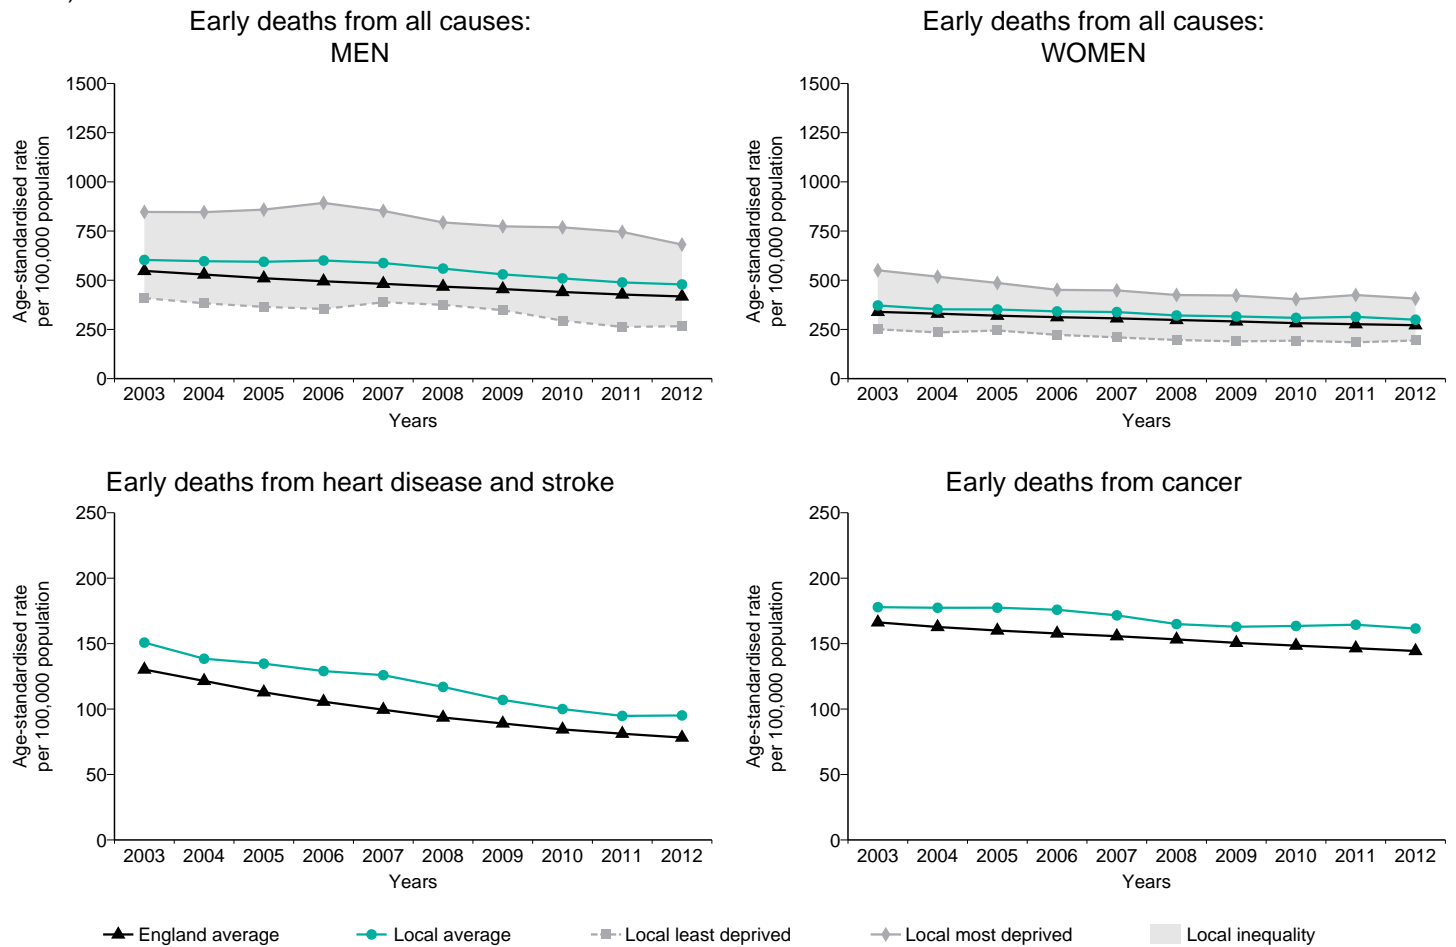 Early deaths from all causes:
MEN
1500
1250
1000
750
500
250
0
Age-standardised rate
per 100,000 population
2003 2004 2005 2006 2007 2008 2009 2010 2011 2012
Years
Early deaths from all causes:
WOMEN
1500
1250
1000
750
500
250
0
Age-standardised rate
per 100,000 population
2003 2004 2005 2006 2007 2008 2009 2010 2011 2012
Years
Early deaths from heart disease and stroke
250
200
150
100
50
0
Age-standardised rate
per 100,000 population
2003 2004 2005 2006 2007 2008 2009 2010 2011 2012
Years
Early deaths from cancer
250
200
150
100
50
0
Age-standardised rate
per 100,000 population
2003 2004 2005 2006 2007 2008 2009 2010 2011 2012
Years
England average Local average Local least deprived Local most deprived Local inequality